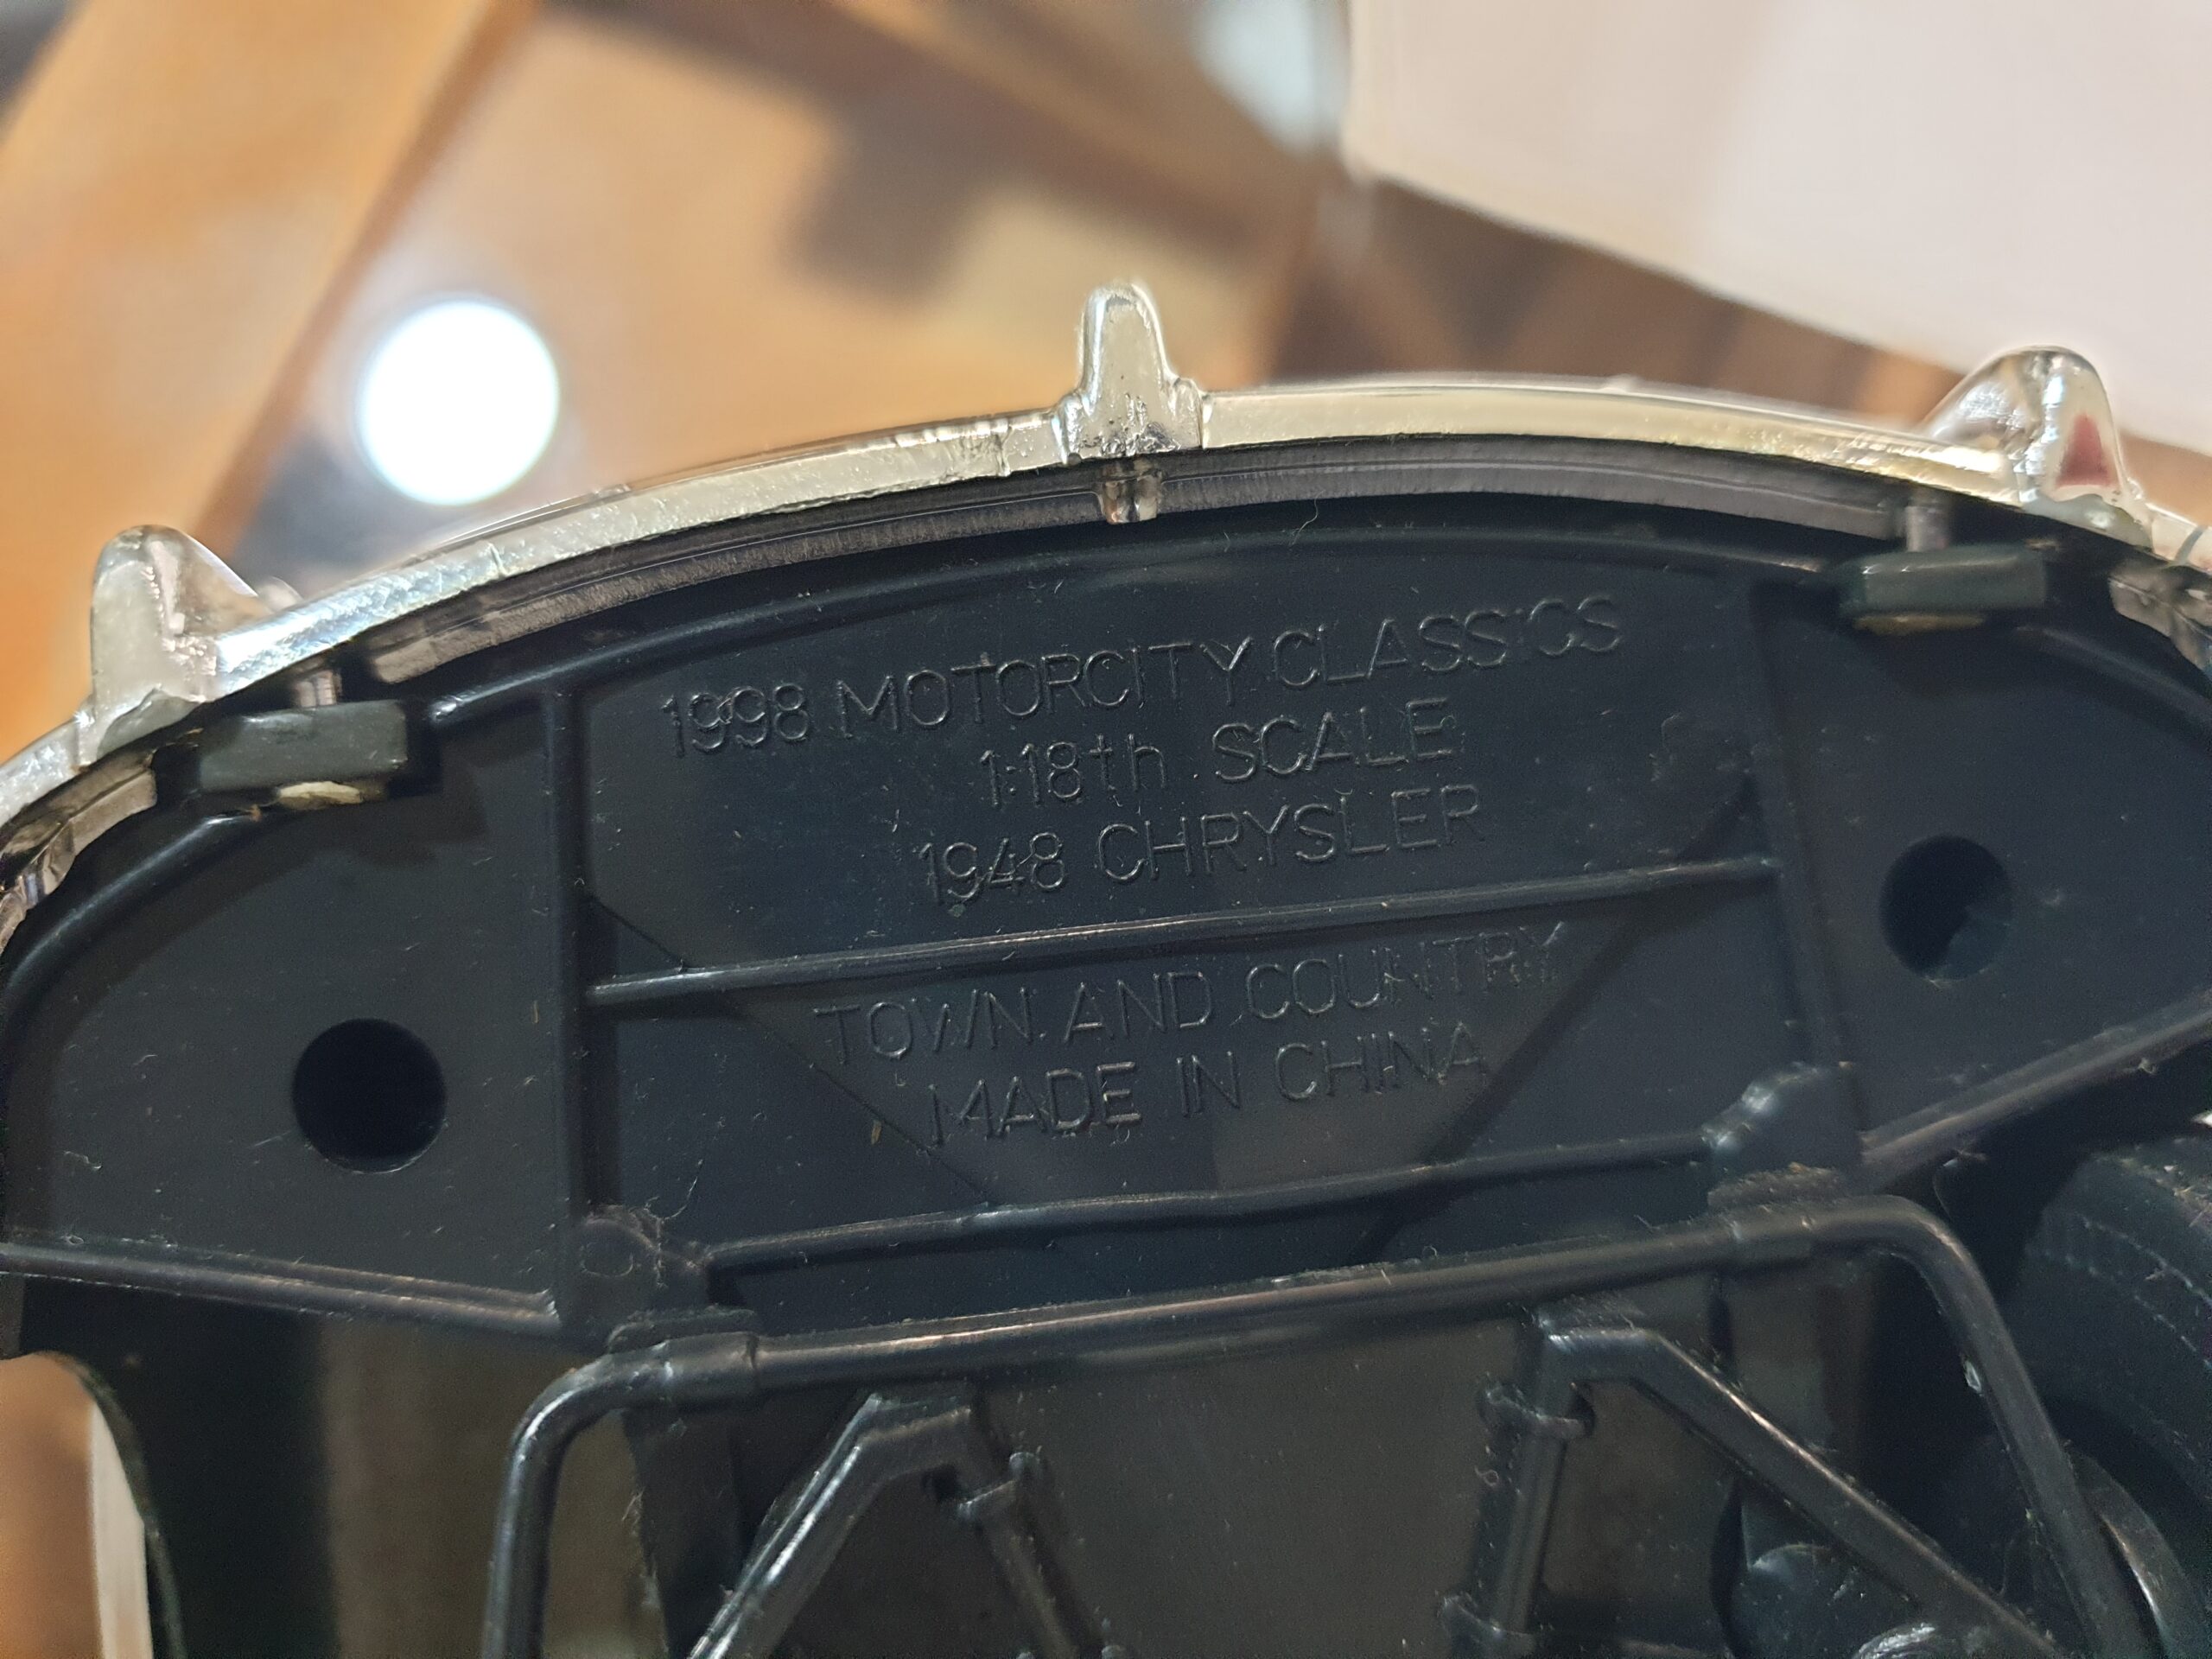 1998 MOTORCITY CLASSICS
1:18th SCALE
1948 CHRYSLER
TOWN AND COUNTRY
MADE IN CHINA